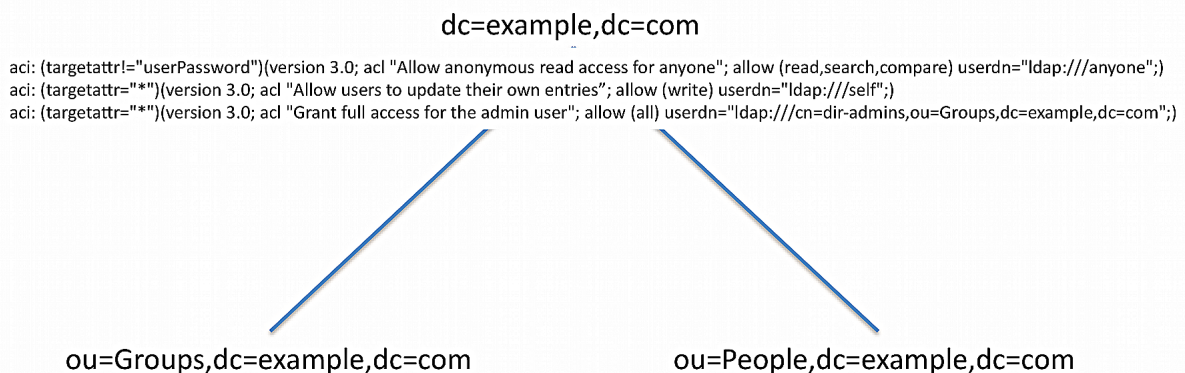 dc=example,dc=com
aci: (targetattr!="userPassword")(version 3.0; acl "Allow anonymous read access for anyone"; allow (read,search,compare) userdn="ldap:///anyone";)
aci: (targetattr="*")(version 3.0; acl "Allow users to update their own entries”; allow (write) userdn="ldap:///self";)
aci: (targetattr="*")(version 3.0; acl "Grant full access for the admin user"; allow (all) userdn="ldap:///cn=dir-admins,ou=Groups,dc=example,dc=com";)
ou=Groups,dc=example,dc=com
ou=People,dc=example,dc=com